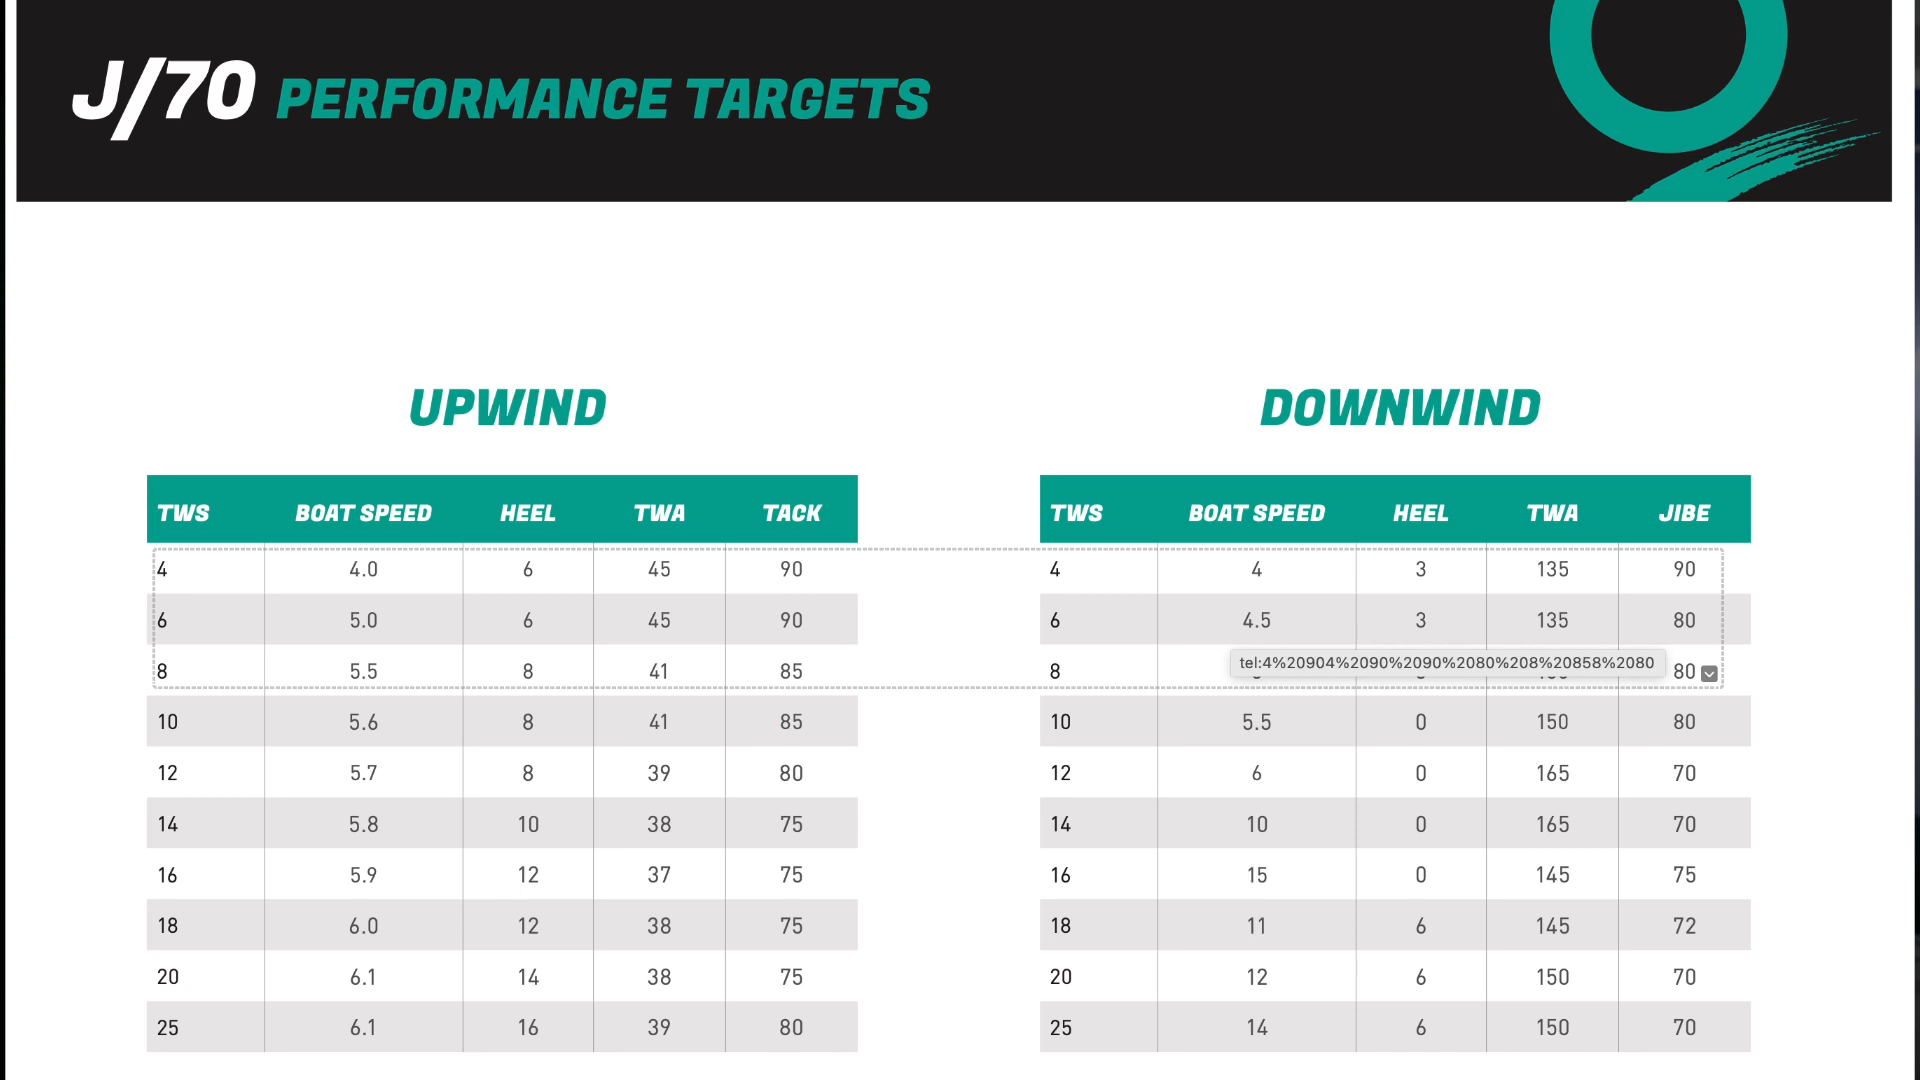 J/70 PERFORMANCE TARGETS
UPWIND
TWS BOAT SPEED HEEL TWA TACK
4 4.0 6 45 90
6 5.0 6 45 90
8 5.5 8 41 85
10 5.6 8 41 85
12 5.7 8 39 80
14 5.8 10 38 75
16 5.9 12 37 75
18 6.0 12 38 75
20 6.1 14 38 75
25 6.1 16 39 80
DOWNWIND
TWS BOAT SPEED HEEL TWA JIBE
4 4 3 135 90
6 4.5 3 135 80
tel:4%20904%2090%2090%2080%208%20858%2080
8 80
10 5.5 0 150 80
12 6 0 165 70
14 10 0 165 70
16 15 0 145 75
18 11 6 145 72
20 12 6 150 70
25 14 6 150 70